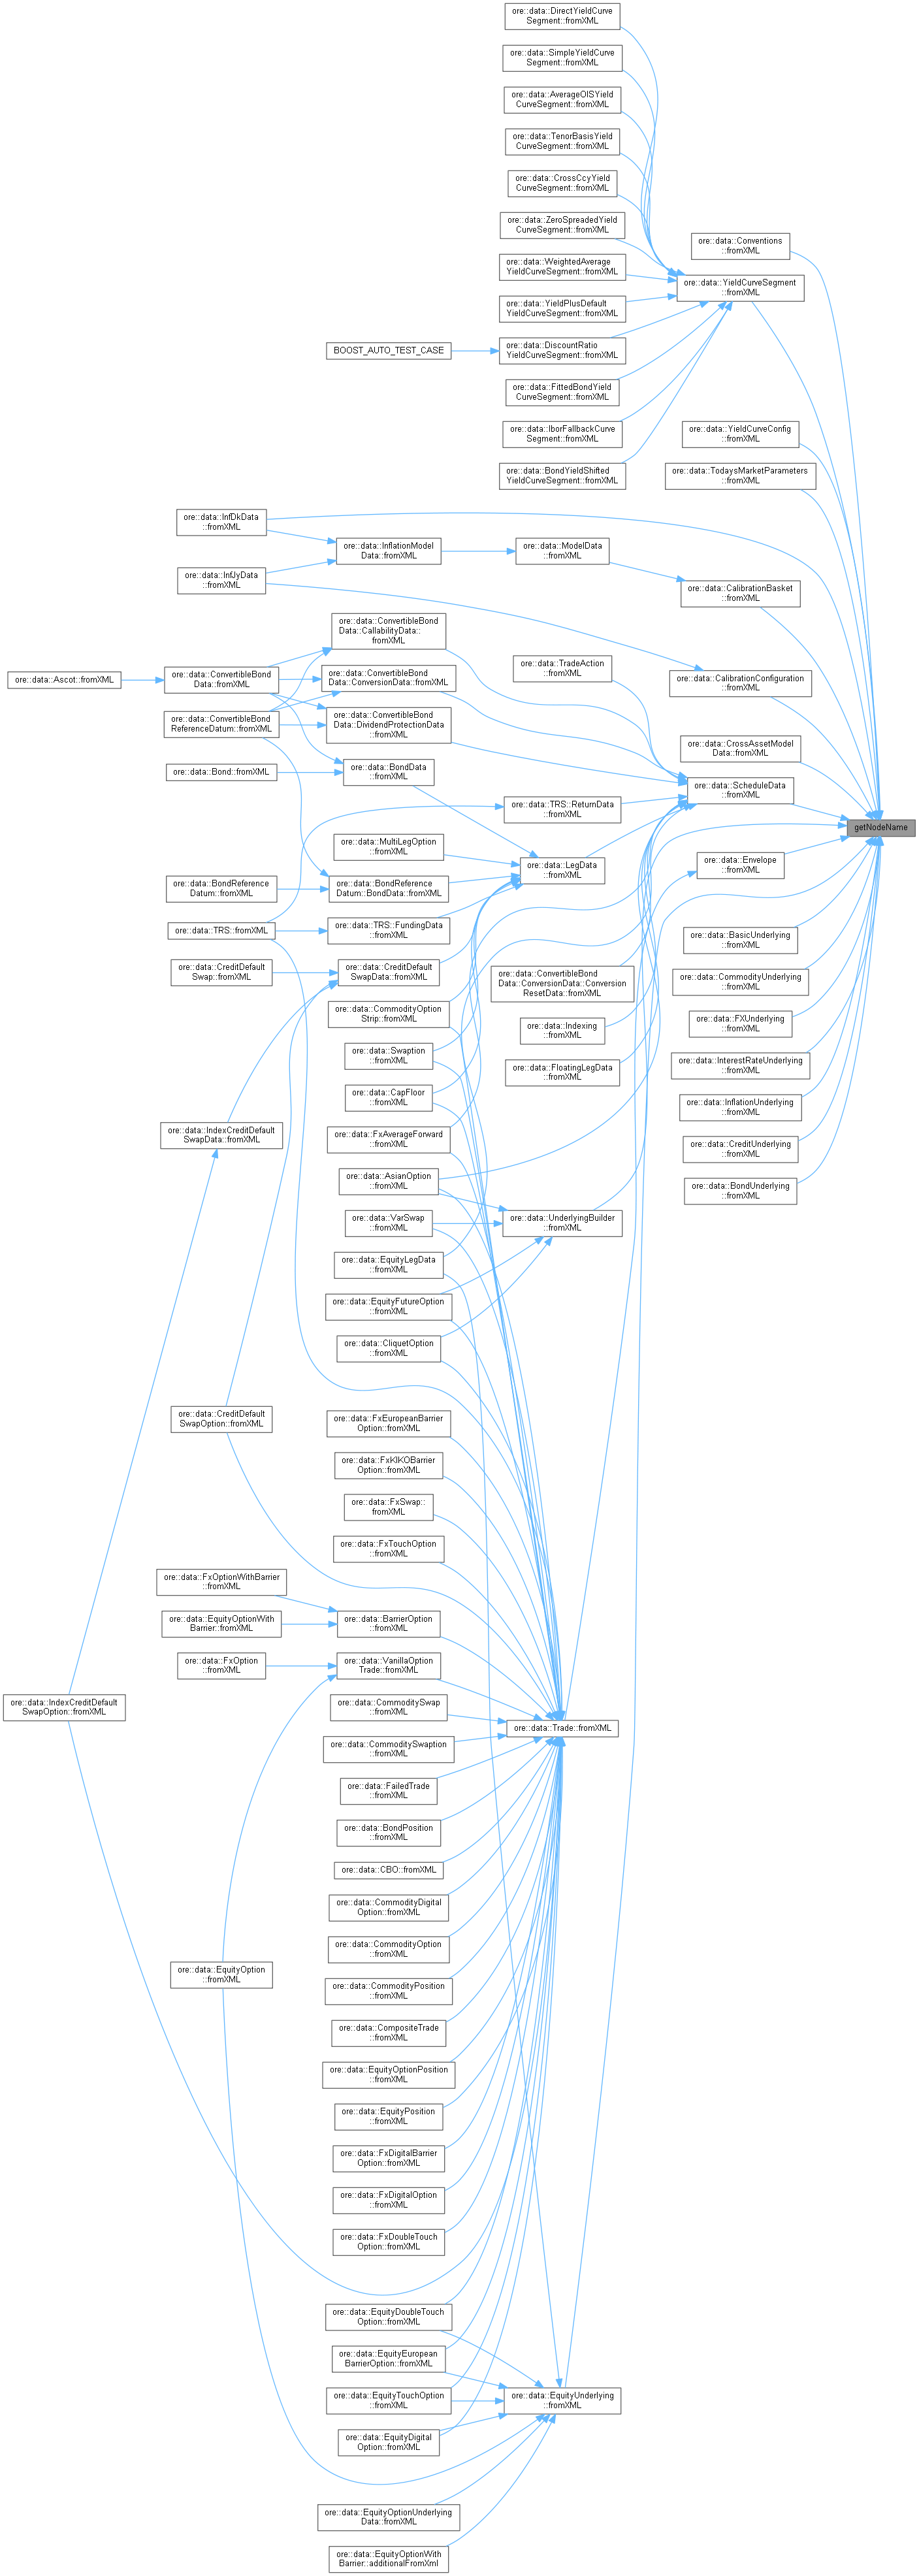 ore::data::DirectYieldCurve
Segment::fromXML
ore::data::SimpleYieldCurve
Segment::fromXML
ore::data::AverageOISYield
CurveSegment::fromXML
ore::data::TenorBasisYield
CurveSegment::fromXML
ore::data::CrossCcyYield
CurveSegment::fromXML
ore::data::ZeroSpreadedYield
CurveSegment::fromXML
ore::data::Conventions
::fromXML
ore::data::WeightedAverage
YieldCurveSegment::fromXML
ore::data::YieldCurveSegment
::fromXML
ore::data::YieldPlusDefault
YieldCurveSegment::fromXML
BOOST_AUTO_TEST_CASE
ore::data::DiscountRatio
YieldCurveSegment::fromXML
ore::data::FittedBondYield
CurveSegment::fromXML
ore::data::IborFallbackCurve
Segment::fromXML
ore::data::YieldCurveConfig
::fromXML
ore::data::BondYieldShifted
YieldCurveSegment::fromXML
ore::data::TodaysMarketParameters
::fromXML
ore::data::InfDkData
::fromXML
ore::data::InflationModel
Data::fromXML
ore::data::ModelData
::fromXML
ore::data::InfJyData
::fromXML
ore::data::CalibrationBasket
::fromXML
ore::data::ConvertibleBond
Data::CallabilityData::
fromXML
ore::data::TradeAction
::fromXML
ore::data::Ascot::fromXML
ore::data::ConvertibleBond
Data::fromXML
ore::data::ConvertibleBond
Data::ConversionData::fromXML
ore::data::CalibrationConfiguration
::fromXML
ore::data::ConvertibleBond
ReferenceDatum::fromXML
ore::data::ConvertibleBond
Data::DividendProtectionData
::fromXML
ore::data::CrossAssetModel
Data::fromXML
ore::data::Bond::fromXML
ore::data::BondData
::fromXML
ore::data::ScheduleData
::fromXML
ore::data::TRS::ReturnData
::fromXML
getNodeName
ore::data::MultiLegOption
::fromXML
ore::data::LegData
::fromXML
ore::data::Envelope
::fromXML
ore::data::BondReference
Datum::fromXML
ore::data::BondReference
Datum::BondData::fromXML
ore::data::TRS::fromXML
ore::data::TRS::FundingData
::fromXML
ore::data::BasicUnderlying
::fromXML
ore::data::CreditDefault
Swap::fromXML
ore::data::CreditDefault
SwapData::fromXML
ore::data::ConvertibleBond
Data::ConversionData::Conversion
ResetData::fromXML
ore::data::CommodityUnderlying
::fromXML
ore::data::CommodityOption
Strip::fromXML
ore::data::Indexing
::fromXML
ore::data::FXUnderlying
::fromXML
ore::data::Swaption
::fromXML
ore::data::FloatingLegData
::fromXML
ore::data::InterestRateUnderlying
::fromXML
ore::data::CapFloor
::fromXML
ore::data::InflationUnderlying
::fromXML
ore::data::IndexCreditDefault
SwapData::fromXML
ore::data::FxAverageForward
::fromXML
ore::data::CreditUnderlying
::fromXML
ore::data::AsianOption
::fromXML
ore::data::BondUnderlying
::fromXML
ore::data::VarSwap
::fromXML
ore::data::UnderlyingBuilder
::fromXML
ore::data::EquityLegData
::fromXML
ore::data::EquityFutureOption
::fromXML
ore::data::CliquetOption
::fromXML
ore::data::CreditDefault
SwapOption::fromXML
ore::data::FxEuropeanBarrier
Option::fromXML
ore::data::FxKIKOBarrier
Option::fromXML
ore::data::FxSwap::
fromXML
ore::data::FxTouchOption
::fromXML
ore::data::FxOptionWithBarrier
::fromXML
ore::data::EquityOptionWith
Barrier::fromXML
ore::data::BarrierOption
::fromXML
ore::data::FxOption
::fromXML
ore::data::VanillaOption
Trade::fromXML
ore::data::IndexCreditDefault
SwapOption::fromXML
ore::data::CommoditySwap
::fromXML
ore::data::Trade::fromXML
ore::data::CommoditySwaption
::fromXML
ore::data::FailedTrade
::fromXML
ore::data::BondPosition
::fromXML
ore::data::CBO::fromXML
ore::data::CommodityDigital
Option::fromXML
ore::data::CommodityOption
::fromXML
ore::data::EquityOption
::fromXML
ore::data::CommodityPosition
::fromXML
ore::data::CompositeTrade
::fromXML
ore::data::EquityOptionPosition
::fromXML
ore::data::EquityPosition
::fromXML
ore::data::FxDigitalBarrier
Option::fromXML
ore::data::FxDigitalOption
::fromXML
ore::data::FxDoubleTouch
Option::fromXML
ore::data::EquityDoubleTouch
Option::fromXML
ore::data::EquityEuropean
BarrierOption::fromXML
ore::data::EquityTouchOption
::fromXML
ore::data::EquityUnderlying
::fromXML
ore::data::EquityDigital
Option::fromXML
ore::data::EquityOptionUnderlying
Data::fromXML
ore::data::EquityOptionWith
Barrier::additionalFromXml